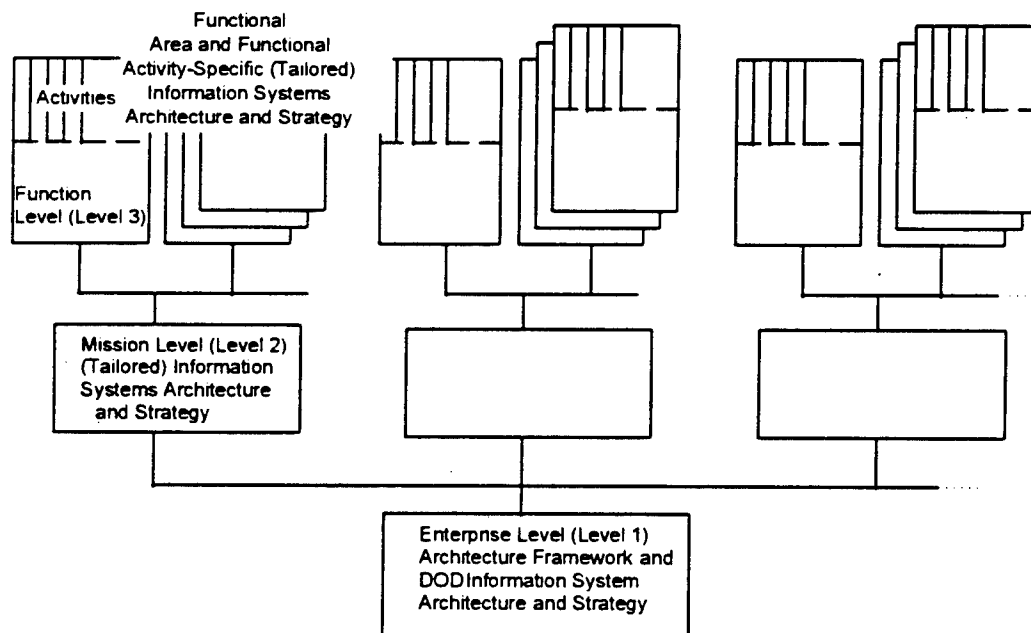 Functional
Area and Functional
Activity-Specific (Tailored)
Information Systems
Architecture and Strategy
Activities
Function
Level (Level 3)
Mission Level (Level 2)
(Tailored) Information
Systems Architecture
and Strategy
Enterprise Level (Level 1)
Architecture Framework and
DOD Information System
Architecture and Strategy